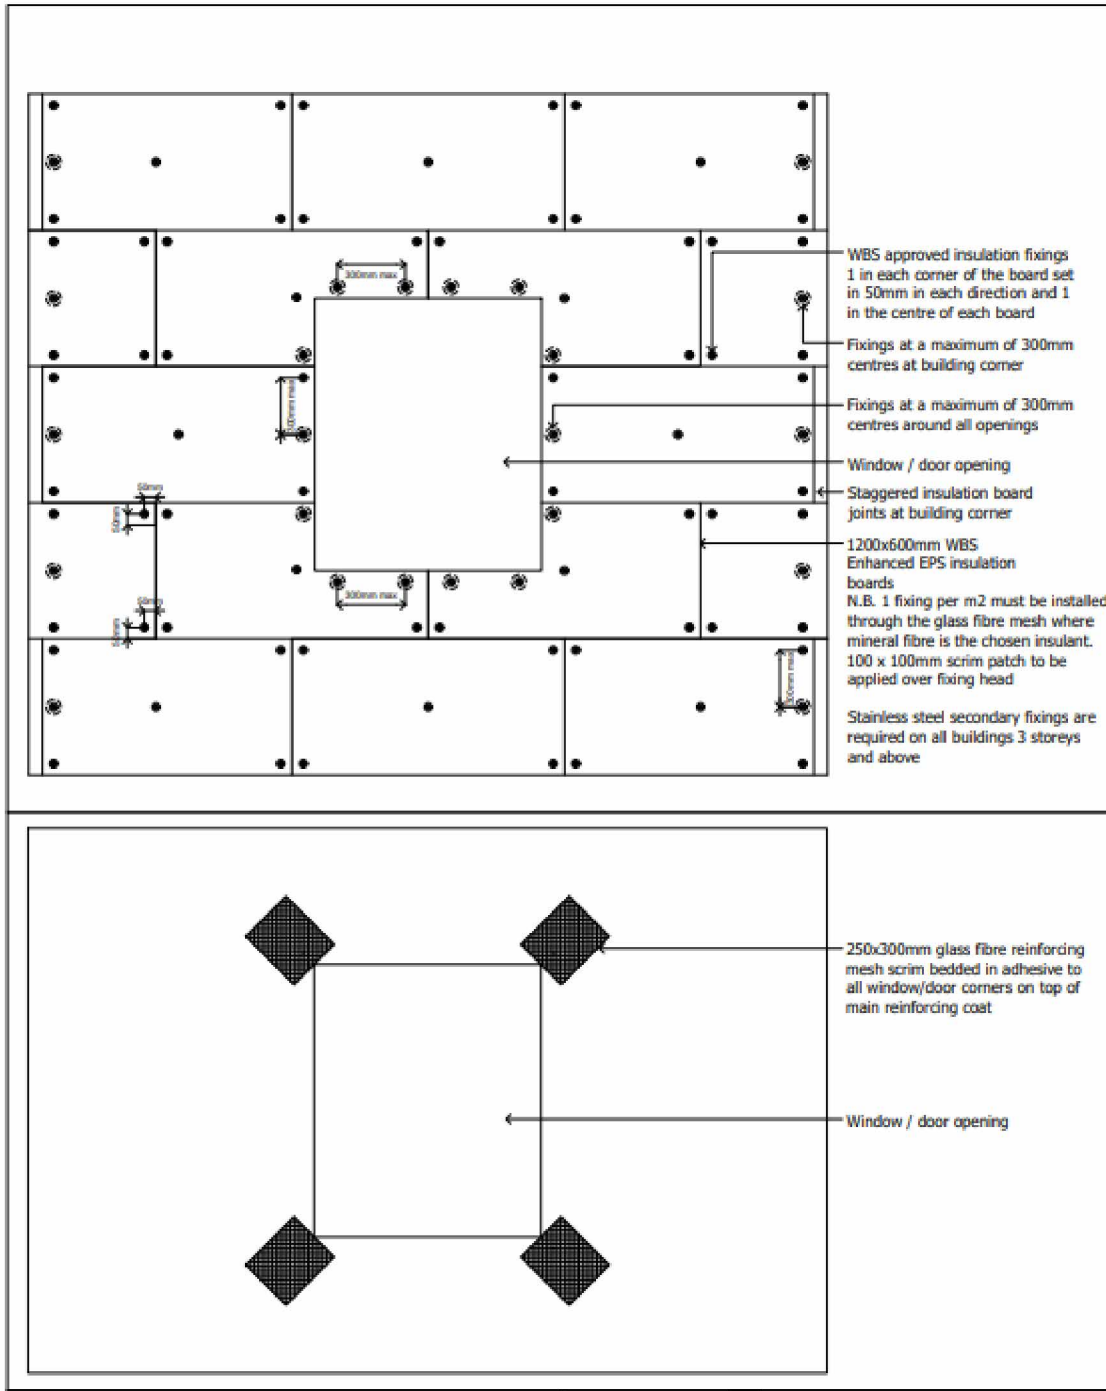 WBS approved insulation fixings
1 in each corner of the board set
in 50mm in each direction and 1
in the centre of each board
300mm max
Fixings at a maximum of 300mm
centres at building corner
300mm max
Fixings at a maximum of 300mm
centres around all openings
Window / door opening
50mm
50mm
Staggered insulation board
joints at building corner
1200x600mm WBS
Enhanced EPS insulation
boards
N.B. 1 fixing per m2 must be installed
through the glass fibre mesh where
mineral fibre is the chosen insulant.
100 x 100mm scrim patch to be
applied over fixing head
50mm
50mm
300mm max
300mm max
Stainless steel secondary fixings are
required on all buildings 3 storeys
and above
250x300mm glass fibre reinforcing
mesh scrim bedded in adhesive to
all window/door corners on top of
main reinforcing coat
Window / door opening